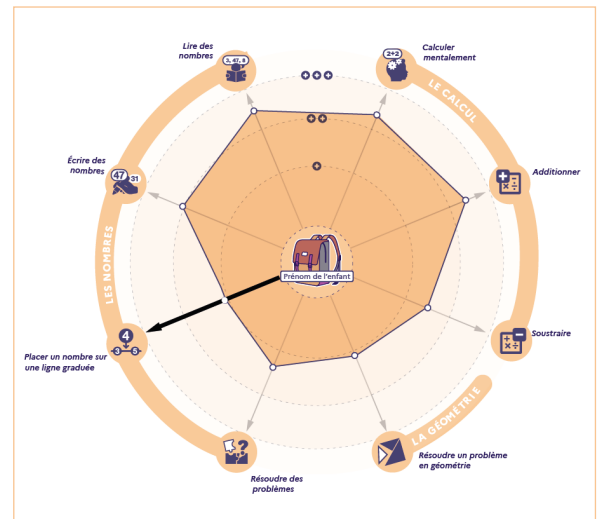 Lire des
nombres
3, 47, 8
2+2
Calculer
mentalement
LE CALCUL
Écrire des
nombres
47
31
Additionner
LES NOMBRES
Prénom de l'enfant
4
3
5
Placer un nombre sur
une ligne graduée
Soustraire
LA GÉOMÉTRIE
Résoudre un problème
en géométrie
?
Résoudre des
problèmes